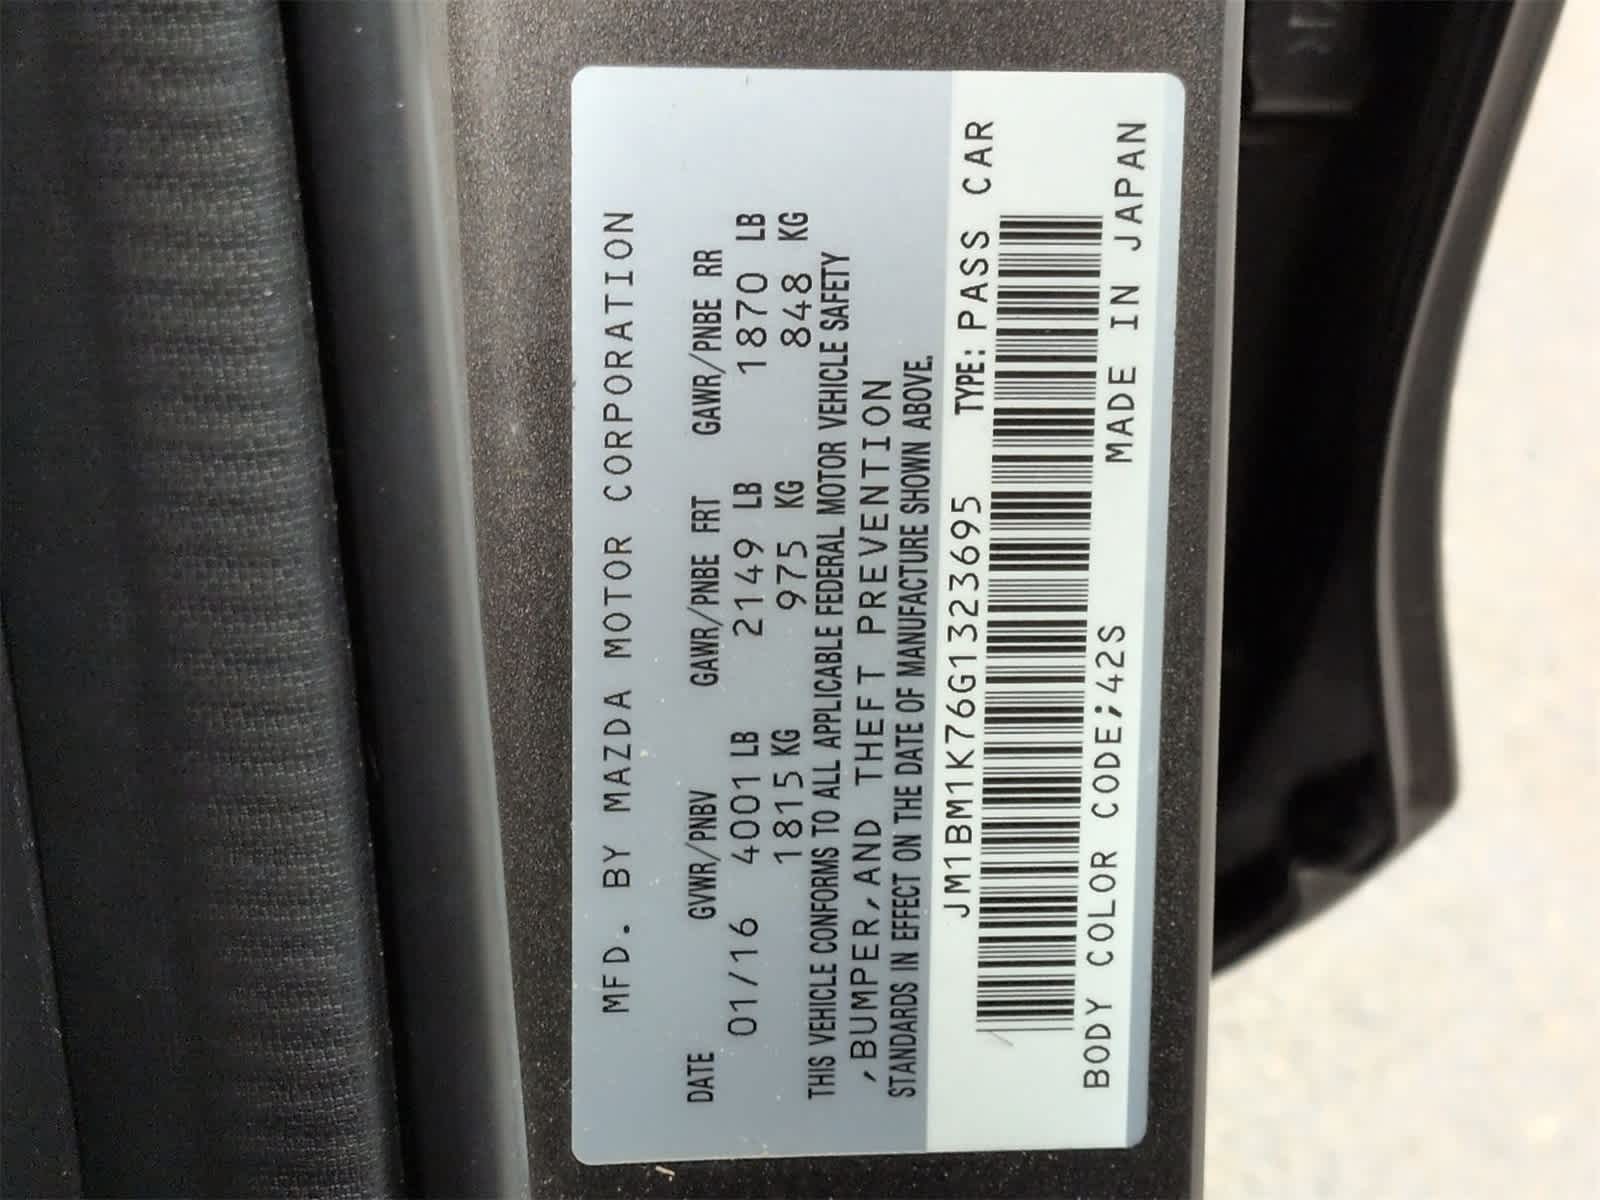 MFD. BY MAZDA MOTOR CORPORATION
DATE GVWR/PNBV GAWR/PNBE FRT GAWR/PNBE RR
01/16 4001 LB 2149 LB 1870 LB
1815 KG 975 KG 848 KG
THIS VEHICLE CONFORMS TO ALL APPLICABLE FEDERAL MOTOR VEHICLE SAFETY
,BUMPER,AND THEFT PREVENTION
STANDARDS IN EFFECT ON THE DATE OF MANUFACTURE SHOWN ABOVE.
JM1BM1K76G1323695 TYPE: PASS CAR
BODY COLOR CODE;42S MADE IN JAPAN